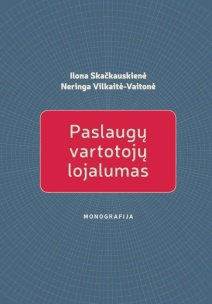 Ilona Skačkauskienė
Neringa Vilkaitė-Vaitonė
Paslaugų
vartotojų
lojalumas
MONOGRAFIJA